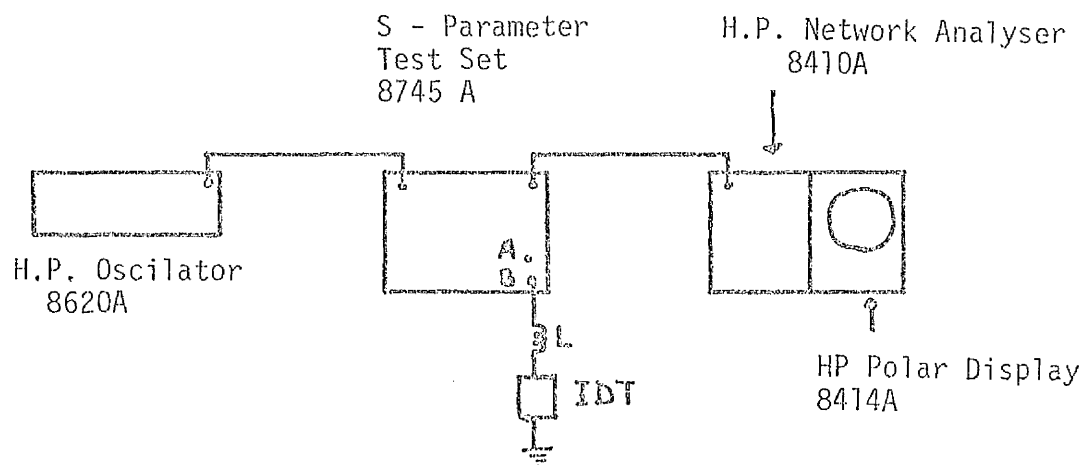 S - Parameter
Test Set
8745 A
H.P. Network Analyser
8410A
H.P. Oscilator
8620A
A
B
L
IDT
HP Polar Display
8414A